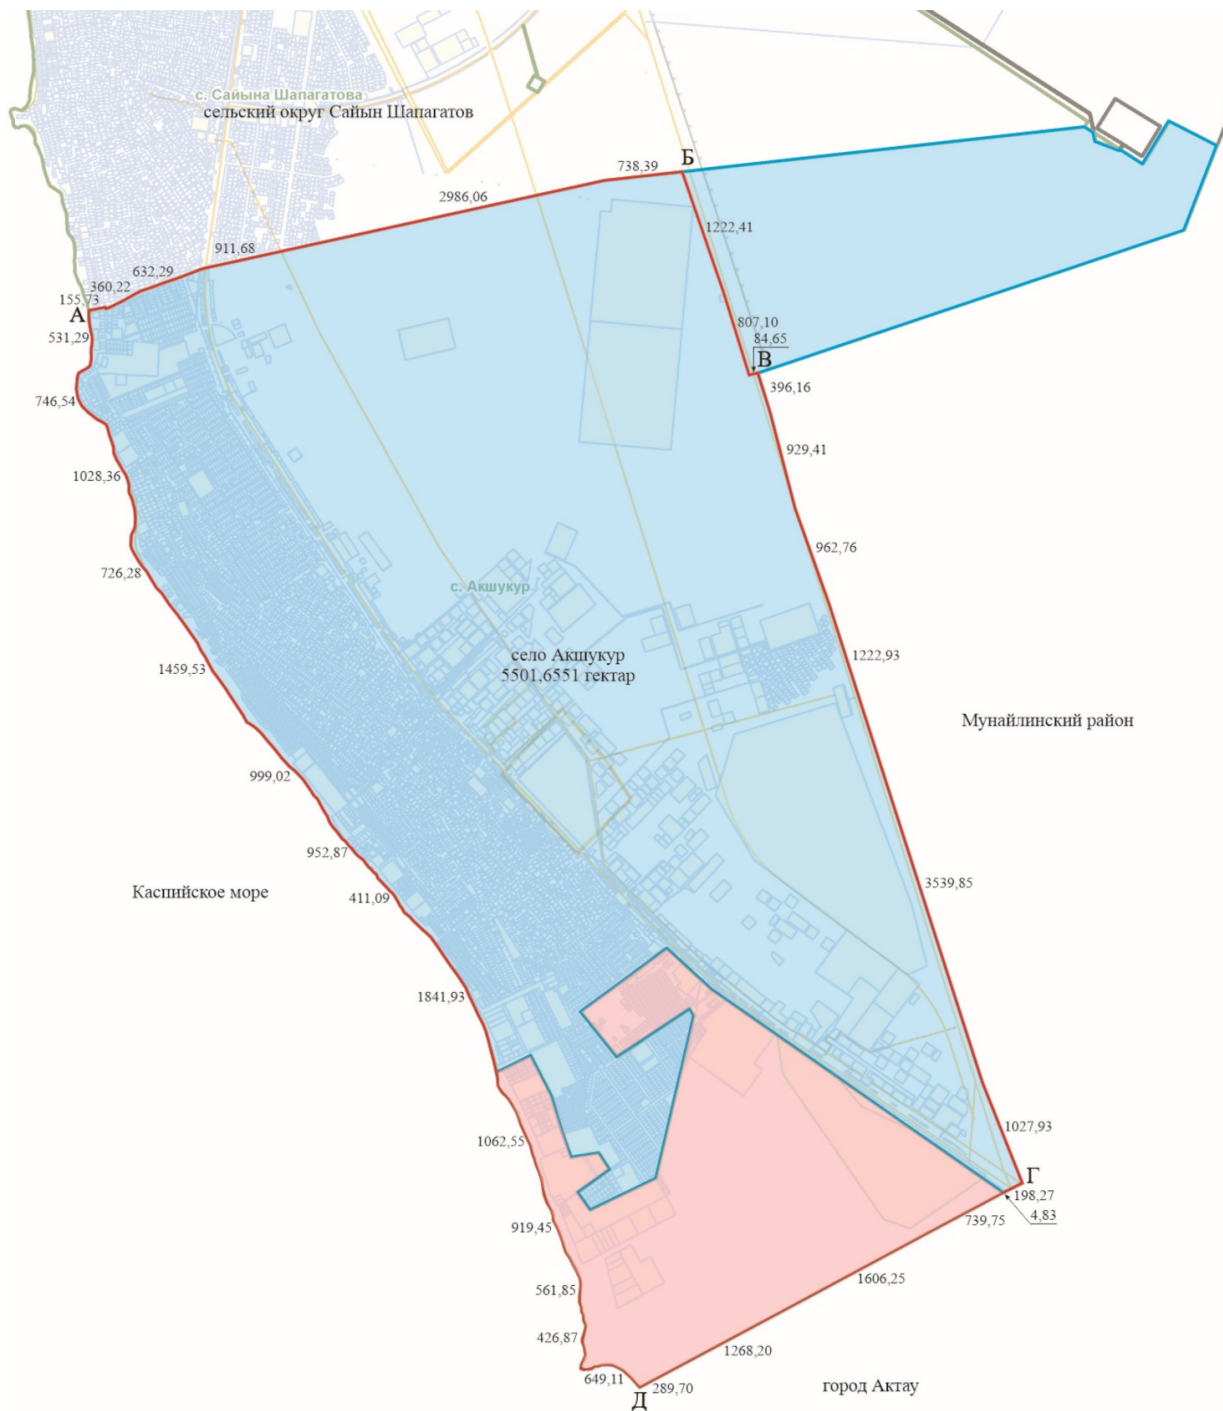 с. Сайына Шапагатова
сельский округ Сайын Шапагатов
Б
738,39
2986,06
1222,41
911,68
632,29
360,22
155,73
А
531,29
807,10
84,65
В
396,16
746,54
929,41
1028,36
962,76
726,28
с. Акшукур
село Акшукур
5501,6551 гектар
1222,93
1459,53
Мунайлинский район
999,02
952,87
3539,85
Каспийское море
411,09
1841,93
1027,93
1062,55
Г
198,27
4,83
739,75
919,45
1606,25
561,85
426,87
1268,20
649,11
289,70
Д
город Актау